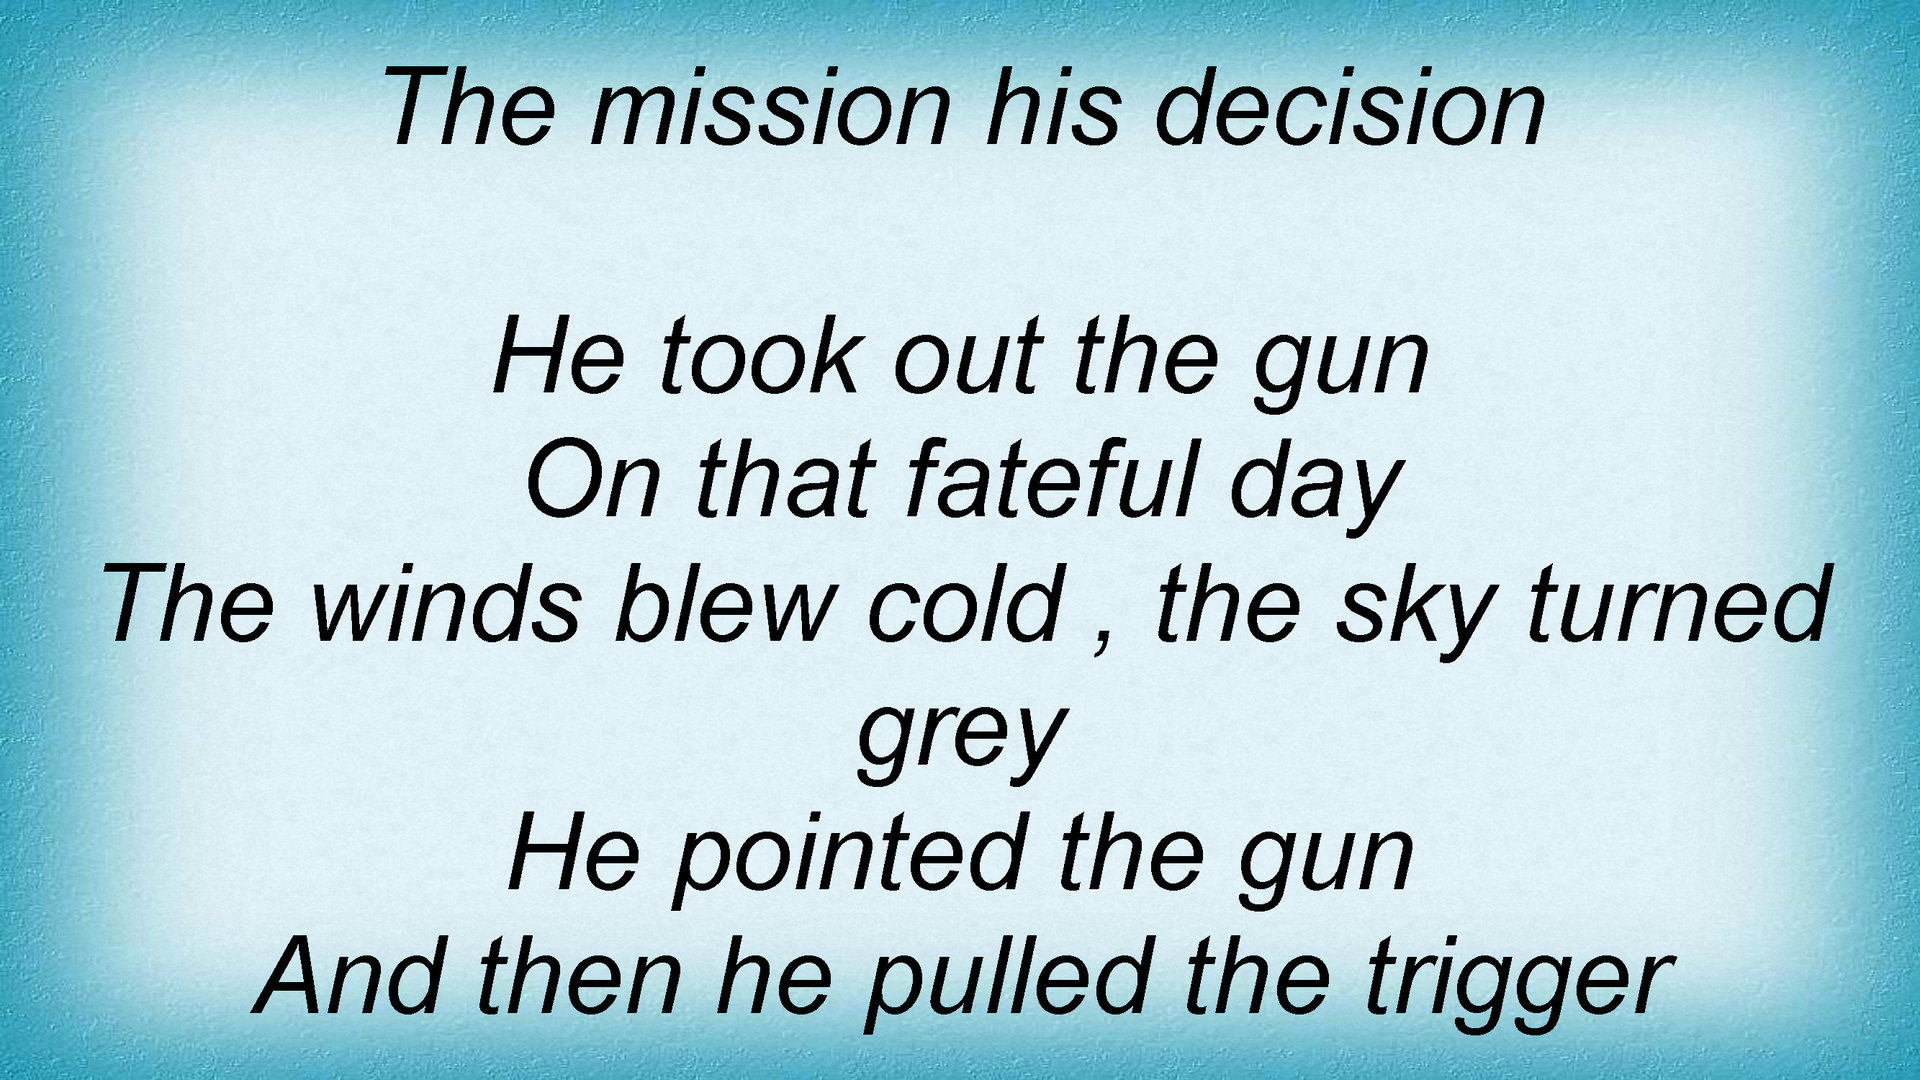 The mission his decision
He took out the gun
On that fateful day
The winds blew cold , the sky turned
grey
He pointed the gun
And then he pulled the trigger